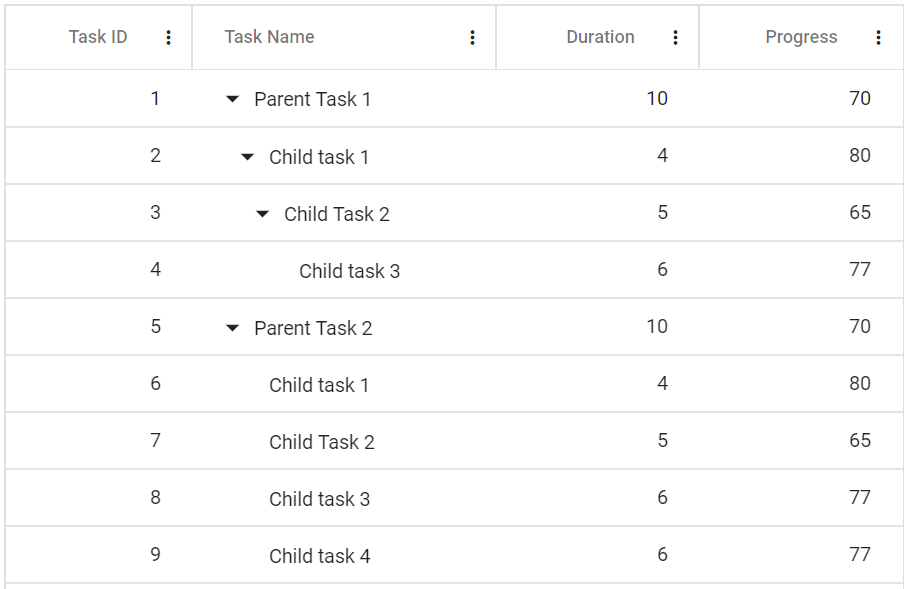 Task ID Task Name Duration Progress
1 Parent Task 1 10 70
2 Child task 1 4 80
3 Child Task 2 5 65
4 Child task 3 6 77
5 Parent Task 2 10 70
6 Child task 1 4 80
7 Child Task 2 5 65
8 Child task 3 6 77
9 Child task 4 6 77